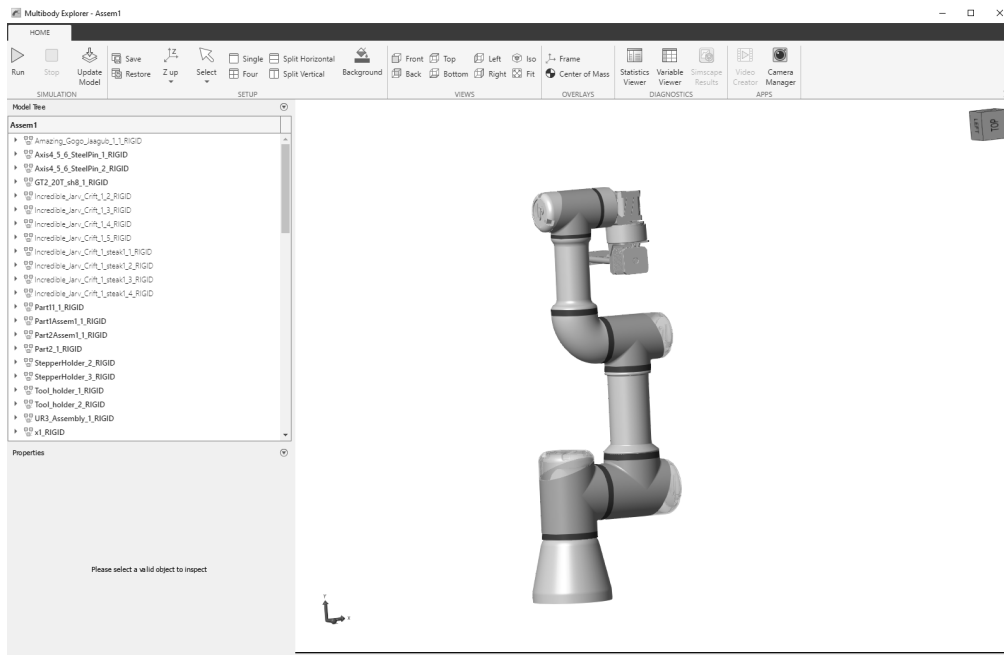 Multibody Explorer - Assem1
HOME
Run
Stop
Update Model
Save
Restore
Z up
Select
Single
Four
Split Horizontal
Split Vertical
Background
Front
Back
Top
Bottom
Left
Right
Iso
Fit
Frame
Center of Mass
Statistics Viewer
Variable Viewer
Simscape Results
Video Creator
Camera Manager
SIMULATION
SETUP
VIEWS
OVERLAYS
DIAGNOSTICS
APPS
Model Tree
Assem1
Amazing_Gogo_Jaagub_1_1_RIGID
Axis4_5_6_SteelPin_1_RIGID
Axis4_5_6_SteelPin_2_RIGID
GT2_20T_sh8_1_RIGID
Incredible_Jarv_Crift_1_2_RIGID
Incredible_Jarv_Crift_1_3_RIGID
Incredible_Jarv_Crift_1_4_RIGID
Incredible_Jarv_Crift_1_5_RIGID
Incredible_Jarv_Crift_1_steak1_1_RIGID
Incredible_Jarv_Crift_1_steak1_2_RIGID
Incredible_Jarv_Crift_1_steak1_3_RIGID
Incredible_Jarv_Crift_1_steak1_4_RIGID
Part11_1_RIGID
Part1Assem1_1_RIGID
Part2Assem1_1_RIGID
Part2_1_RIGID
StepperHolder_2_RIGID
StepperHolder_3_RIGID
Tool_holder_1_RIGID
Tool_holder_2_RIGID
UR3_Assembly_1_RIGID
x1_RIGID
Properties
Please select a valid object to inspect
LEFT
TOP
Y
X